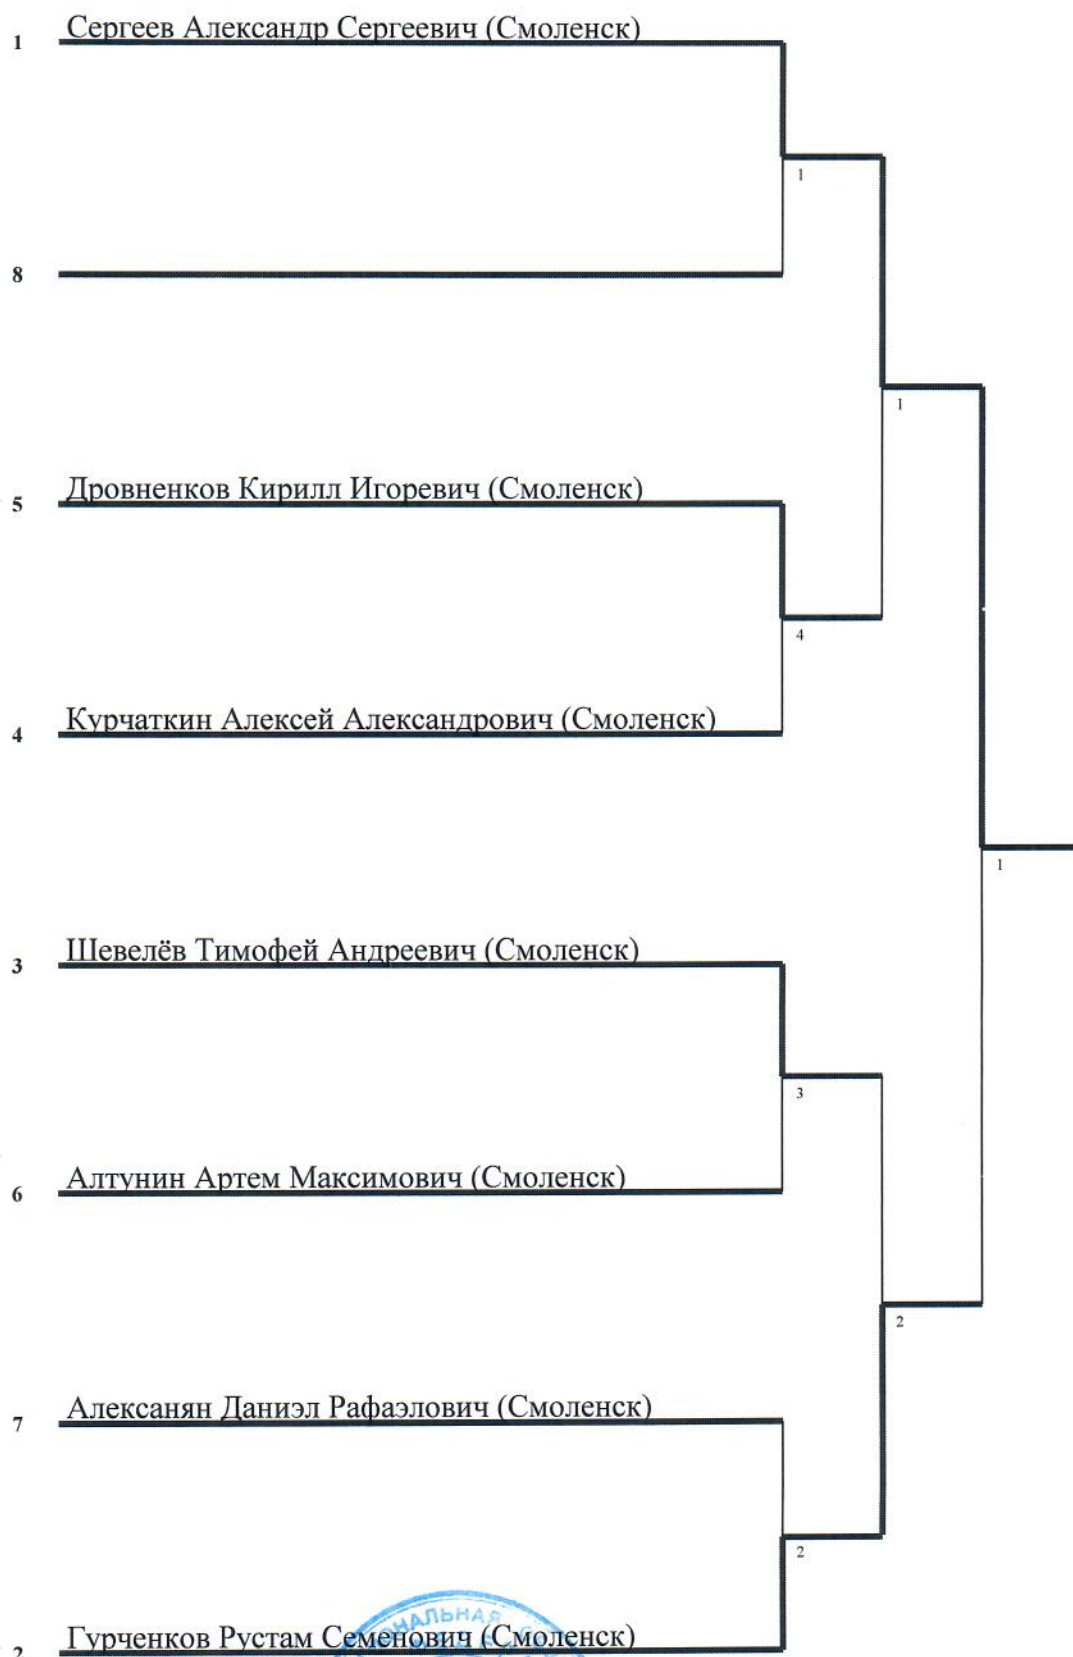 1 Сергеев Александр Сергеевич (Смоленск)
1
8
1
5 Дровненков Кирилл Игоревич (Смоленск)
4
4 Курчаткин Алексей Александрович (Смоленск)
1
3 Шевелёв Тимофей Андреевич (Смоленск)
3
6 Алтунин Артем Максимович (Смоленск)
2
7 Алексанян Даниэл Рафаэлович (Смоленск)
2
2 Гурченков Рустам Семенович (Смоленск)